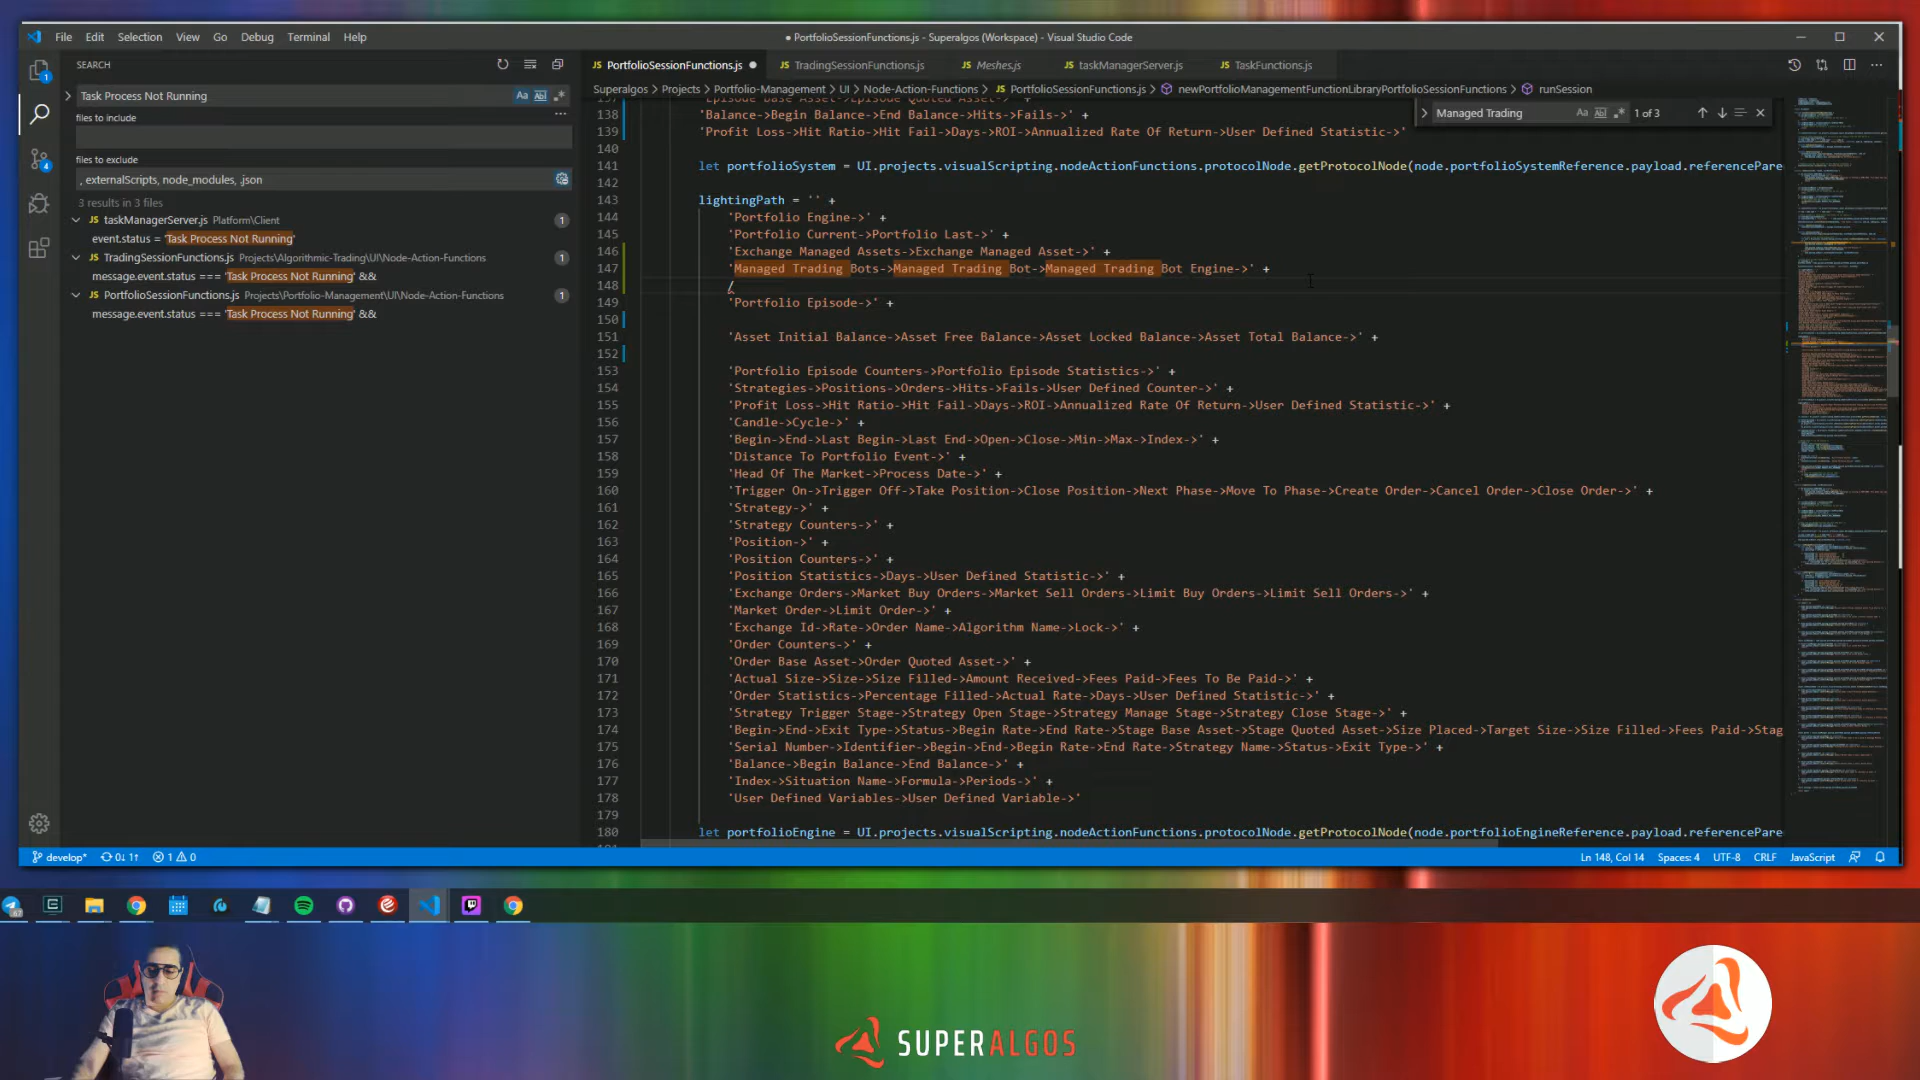 File Edit Selection View Go Debug Terminal Help
● PortfolioSessionFunctions.js - Superalgos (Workspace) - Visual Studio Code
SEARCH
Task Process Not Running
files to include
files to exclude
, externalScripts, node_modules, .json
3 results in 3 files
taskManagerServer.js Platform\Client 1
event.status = 'Task Process Not Running'
TradingSessionFunctions.js Projects\Algorithmic-Trading\UI\Node-Action-Functions 1
message.event.status === 'Task Process Not Running' &&
PortfolioSessionFunctions.js Projects\Portfolio-Management\UI\Node-Action-Functions 1
message.event.status === 'Task Process Not Running' &&
JS PortfolioSessionFunctions.js ● JS TradingSessionFunctions.js JS Meshes.js JS taskManagerServer.js JS TaskFunctions.js
Superalgos > Projects > Portfolio-Management > UI > Node-Action-Functions > JS PortfolioSessionFunctions.js > newPortfolioManagementFunctionLibraryPortfolioSessionFunctions > runSession
Managed Trading 1 of 3
137 'Episode Base Asset->Episode Quoted Asset->' +
138 'Balance->Begin Balance->End Balance->Hits->Fails->' +
139 'Profit Loss->Hit Ratio->Hit Fail->Days->ROI->Annualized Rate Of Return->User Defined Statistic->'
140
141 let portfolioSystem = UI.projects.visualScripting.nodeActionFunctions.protocolNode.getProtocolNode(node.portfolioSystemReference.payload.referencePare
142
143 lightingPath = '' +
144 'Portfolio Engine->' +
145 'Portfolio Current->Portfolio Last->' +
146 'Exchange Managed Assets->Exchange Managed Asset->' +
147 'Managed Trading Bots->Managed Trading Bot->Managed Trading Bot Engine->' +
148 /
149 'Portfolio Episode->' +
150
151 'Asset Initial Balance->Asset Free Balance->Asset Locked Balance->Asset Total Balance->' +
152
153 'Portfolio Episode Counters->Portfolio Episode Statistics->' +
154 'Strategies->Positions->Orders->Hits->Fails->User Defined Counter->' +
155 'Profit Loss->Hit Ratio->Hit Fail->Days->ROI->Annualized Rate Of Return->User Defined Statistic->' +
156 'Candle->Cycle->' +
157 'Begin->End->Last Begin->Last End->Open->Close->Min->Max->Index->' +
158 'Distance To Portfolio Event->' +
159 'Head Of The Market->Process Date->' +
160 'Trigger On->Trigger Off->Take Position->Close Position->Next Phase->Move To Phase->Create Order->Cancel Order->Close Order->' +
161 'Strategy->' +
162 'Strategy Counters->' +
163 'Position->' +
164 'Position Counters->' +
165 'Position Statistics->Days->User Defined Statistic->' +
166 'Exchange Orders->Market Buy Orders->Market Sell Orders->Limit Buy Orders->Limit Sell Orders->' +
167 'Market Order->Limit Order->' +
168 'Exchange Id->Rate->Order Name->Algorithm Name->Lock->' +
169 'Order Counters->' +
170 'Order Base Asset->Order Quoted Asset->' +
171 'Actual Size->Size->Size Filled->Amount Received->Fees Paid->Fees To Be Paid->' +
172 'Order Statistics->Percentage Filled->Actual Rate->Days->User Defined Statistic->' +
173 'Strategy Trigger Stage->Strategy Open Stage->Strategy Manage Stage->Strategy Close Stage->' +
174 'Begin->End->Exit Type->Status->Begin Rate->End Rate->Stage Base Asset->Stage Quoted Asset->Size Placed->Target Size->Size Filled->Fees Paid->Stag
175 'Serial Number->Identifier->Begin->End->Begin Rate->End Rate->Strategy Name->Status->Exit Type->' +
176 'Balance->Begin Balance->End Balance->' +
177 'Index->Situation Name->Formula->Periods->' +
178 'User Defined Variables->User Defined Variable->'
179
180 let portfolioEngine = UI.projects.visualScripting.nodeActionFunctions.protocolNode.getProtocolNode(node.portfolioEngineReference.payload.referencePare
develop* 0↓ 1↑ 1 0
Ln 148, Col 14 Spaces: 4 UTF-8 CRLF JavaScript
SUPERALGOS